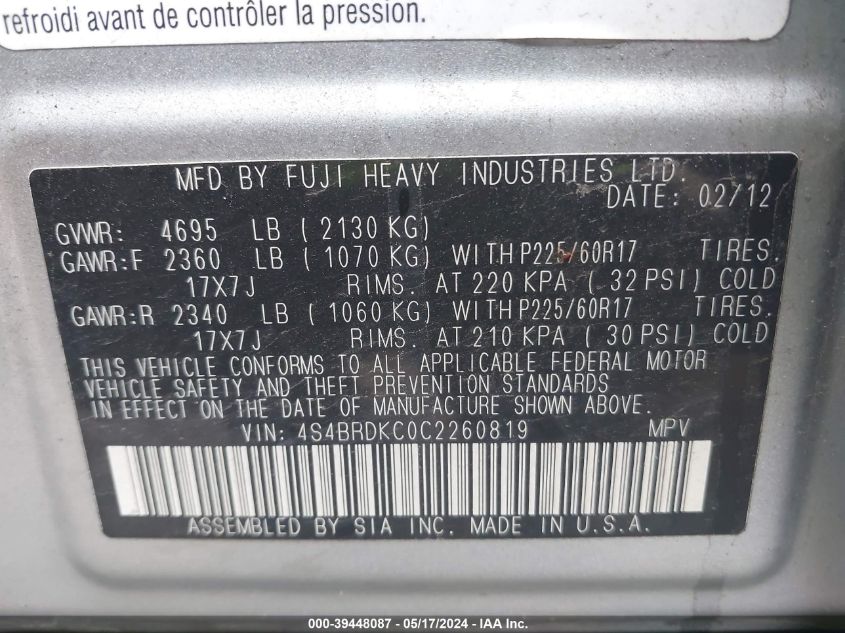 refroidi avant de contrôler la pression.
MFD BY FUJI HEAVY INDUSTRIES LTD.
DATE: 02/12
GVWR: 4695 LB ( 2130 KG)
GAWR:F 2360 LB ( 1070 KG) WITH P225/60R17 TIRES.
17X7J RIMS. AT 220 KPA ( 32 PSI) COLD
GAWR:R 2340 LB ( 1060 KG) WITH P225/60R17 TIRES.
17X7J RIMS. AT 210 KPA ( 30 PSI) COLD
THIS VEHICLE CONFORMS TO ALL APPLICABLE FEDERAL MOTOR
VEHICLE SAFETY AND THEFT PREVENTION STANDARDS
IN EFFECT ON THE DATE OF MANUFACTURE SHOWN ABOVE.
VIN: 4S4BRDKC0C2260819 MPV
ASSEMBLED BY SIA INC. MADE IN U.S.A.
000-39448087 - 05/17/2024 - IAA Inc.